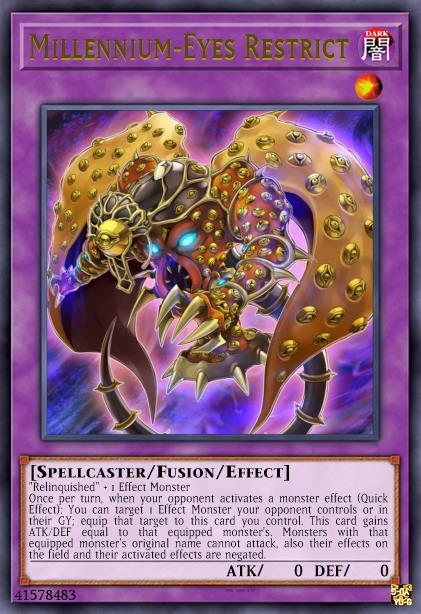 MILLENNIUM-EYES RESTRICT
DARK
闇
[SPELLCASTER/FUSION/EFFECT]
"Relinquished" + 1 Effect Monster
Once per turn, when your opponent activates a monster effect (Quick
Effect): You can target 1 Effect Monster your opponent controls or in
their GY; equip that target to this card you control. This card gains
ATK/DEF equal to that equipped monster's. Monsters with that
equipped monster's original name cannot attack, also their effects on
the field and their activated effects are negated.
ATK/ 0 DEF/ 0
41578483